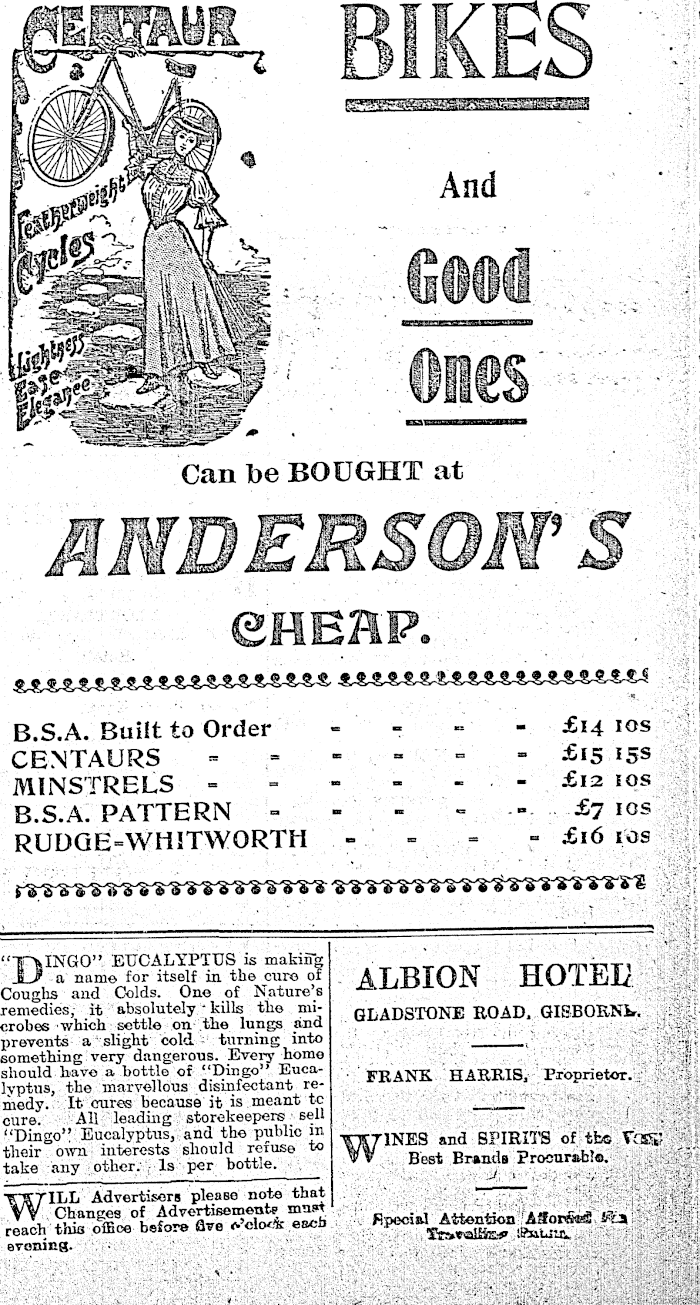 CENTAUR
Featherweight
Cycles
Lightness
Ease
Elegance
BIKES
And
Good
Ones
Can be BOUGHT at
ANDERSON'S
CHEAP.
B.S.A. Built to Order - - - - £14 10s
CENTAURS - - - - - - £15 15s
MINSTRELS - - - - - - £12 10s
B.S.A. PATTERN - - - - - £7 10s
RUDGE-WHITWORTH - - - - £16 10s
"DINGO" EUCALYPTUS is making
a name for itself in the cure of
Coughs and Colds. One of Nature's
remedies, it absolutely kills the mi-
crobes which settle on the lungs and
prevents a slight cold turning into
something very dangerous. Every home
should have a bottle of "Dingo" Euca-
lyptus, the marvellous disinfectant re-
medy. It cures because it is meant to
cure. All leading storekeepers sell
"Dingo" Eucalyptus, and the public in
their own interests should refuse to
take any other. 1s per bottle.
WILL Advertisers please note that
Changes of Advertisements must
reach this office before five o'clock each
evening.
ALBION HOTEL
GLADSTONE ROAD, GISBORNE.
FRANK HARRIS, Proprietor.
WINES and SPIRITS of the Very
Best Brands Procurable.
Special Attention Afforded
Travelling Public